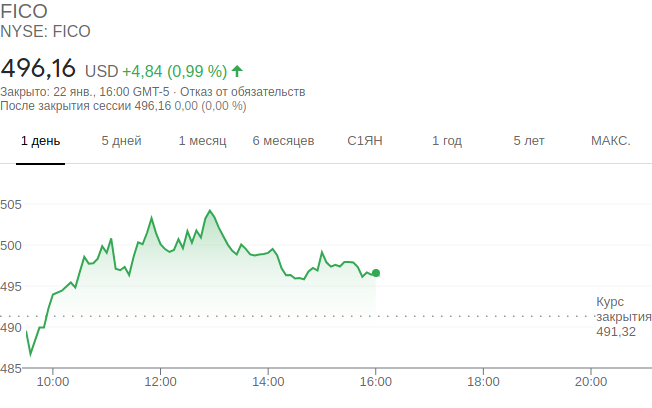 FICO
NYSE: FICO
496,16 USD +4,84 (0,99 %)
Закрыто: 22 янв., 16:00 GMT-5 · Отказ от обязательств
После закрытия сессии 496,16 0,00 (0,00 %)
1 день 5 дней 1 месяц 6 месяцев С1ЯН 1 год 5 лет МАКС.
505
500
495
Курс
закрытия
491,32
490
485
10:00 12:00 14:00 16:00 18:00 20:00